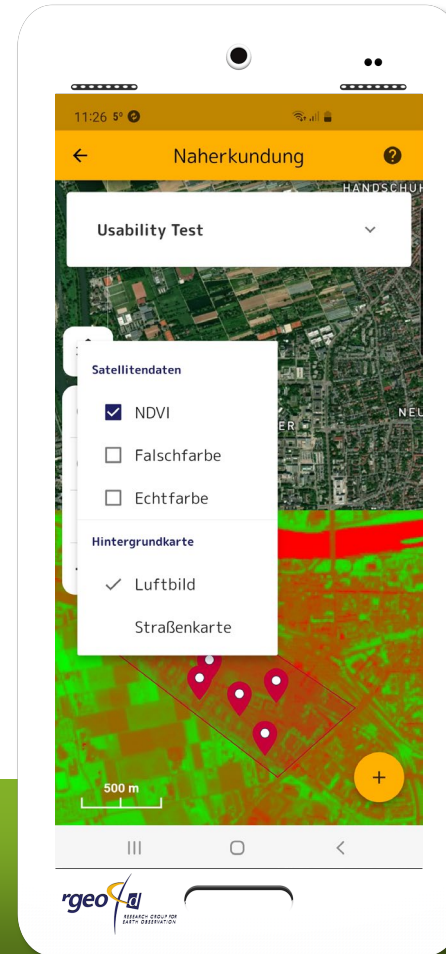 11:26 5°
Naherkundung
?
HANDSCHUH
Usability Test
Satellitendaten
NDVI
NEU
ER
Falschfarbe
Echtfarbe
Hintergrundkarte
Luftbild
Straßenkarte
500 m
+
rgeo
RESEARCH GROUP FOR
EARTH OBSERVATION